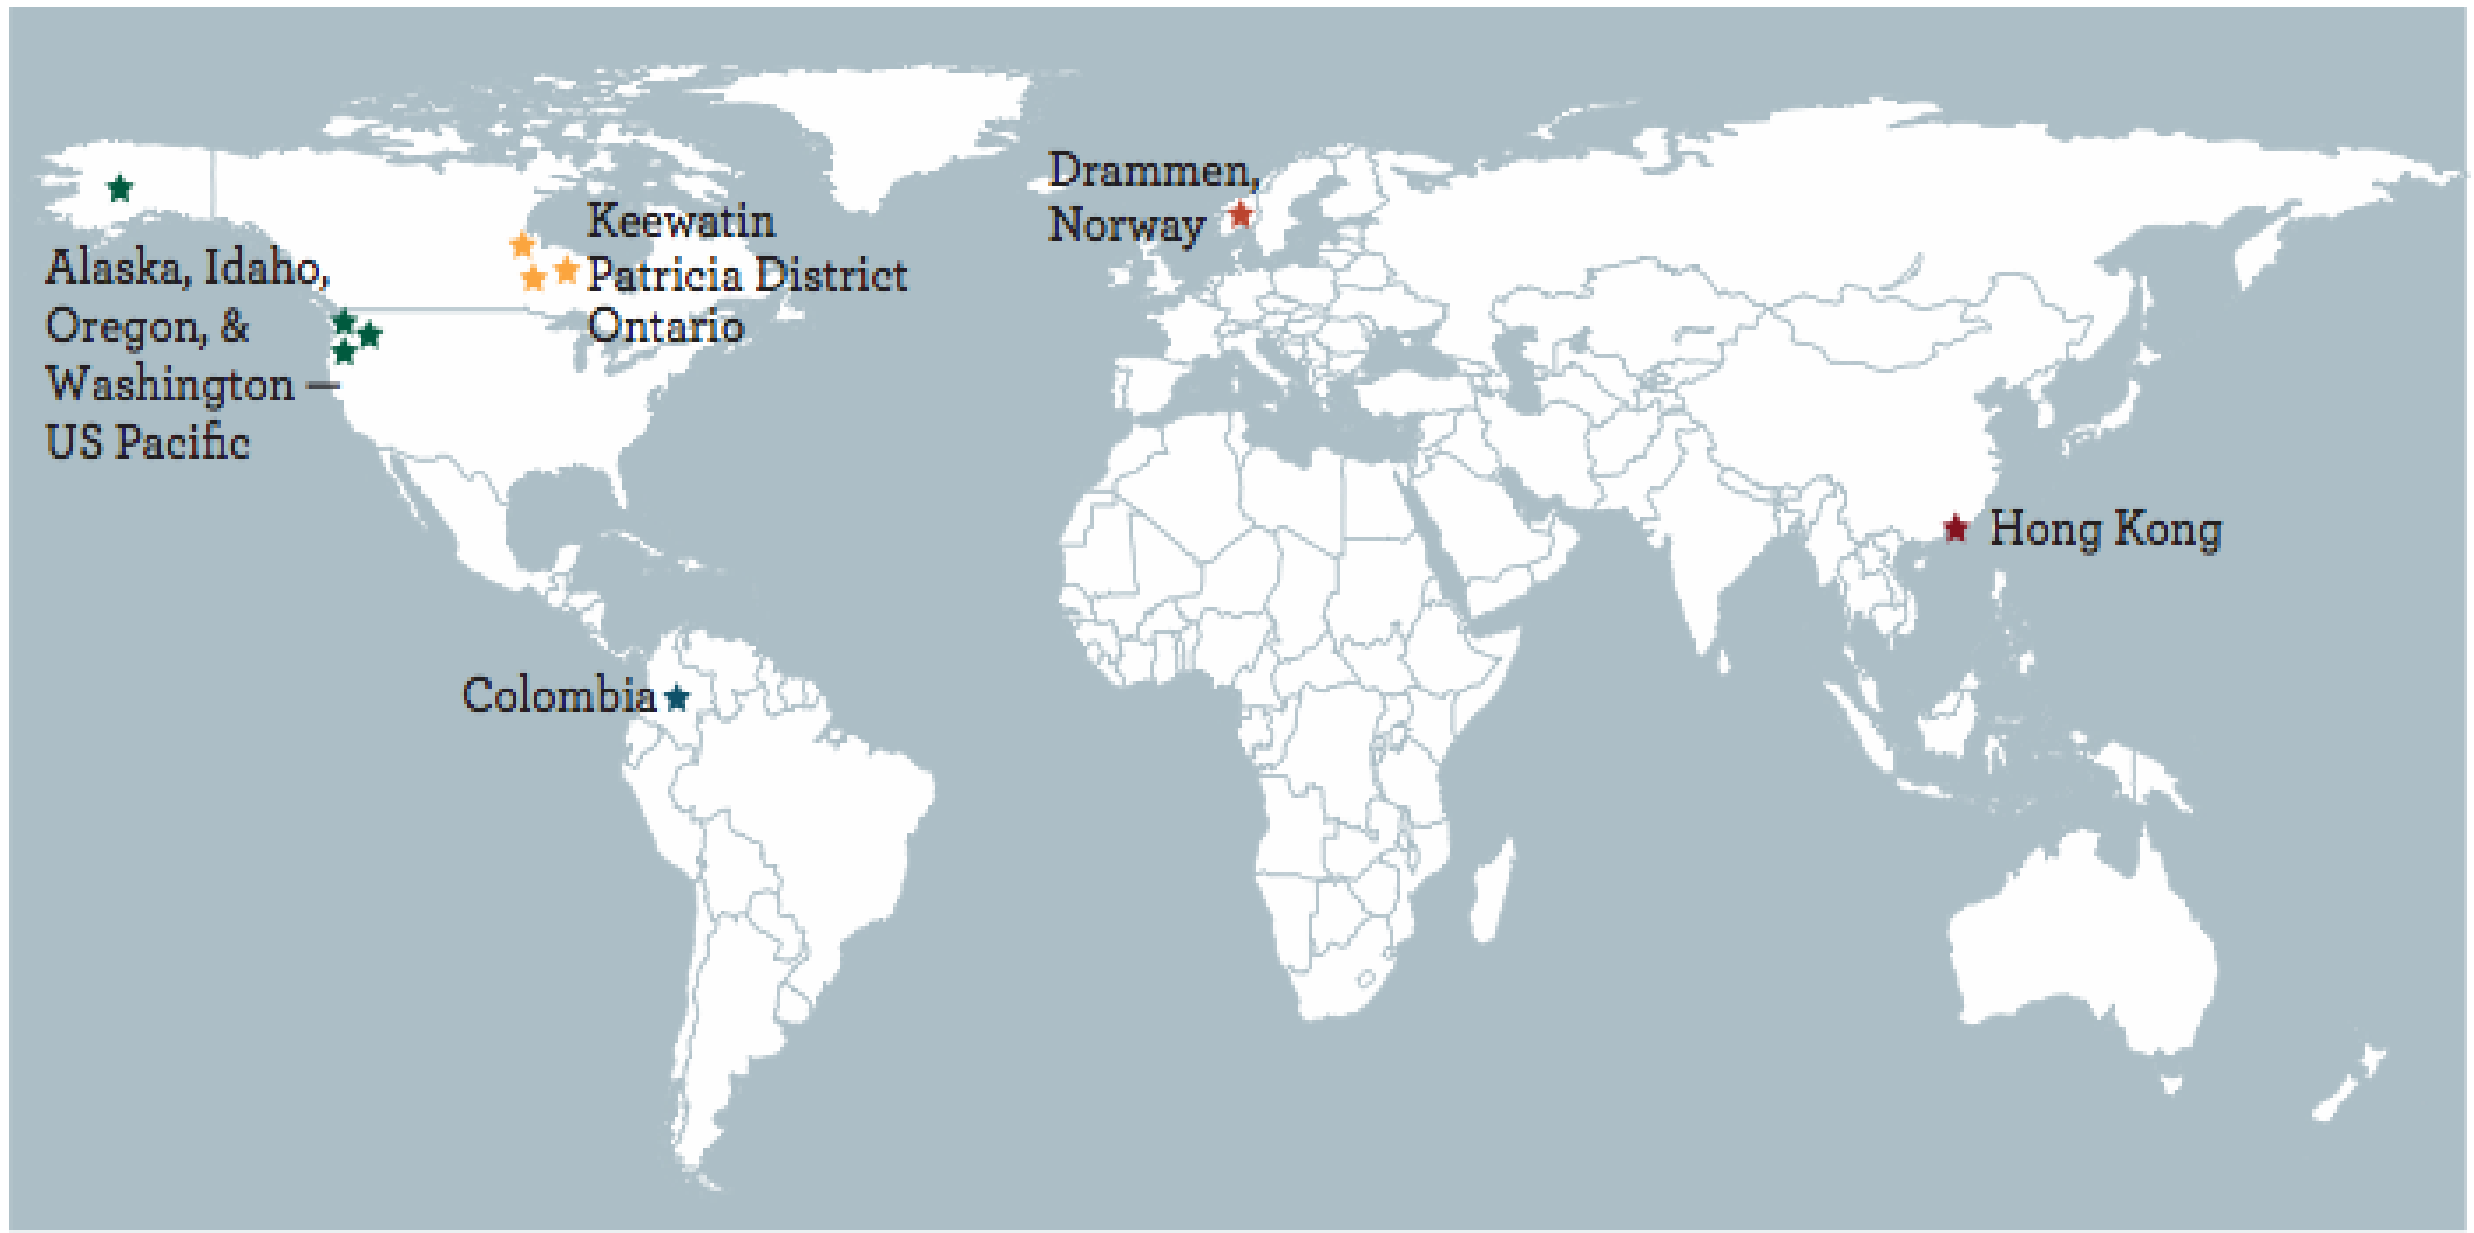 Alaska, Idaho,
Oregon, &
Washington –
US Pacific
Keewatin
Patricia District
Ontario
Colombia
Drammen,
Norway
Hong Kong